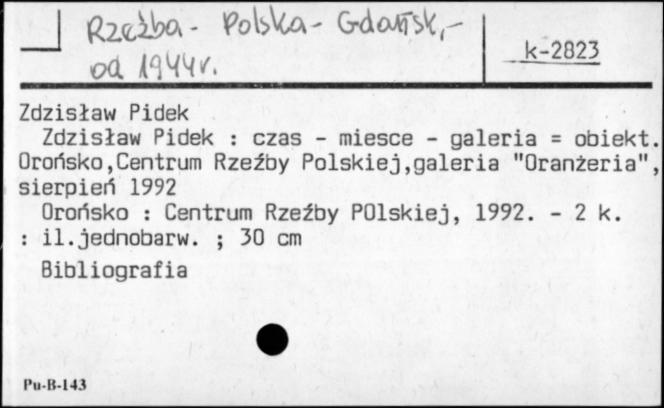 Rzeźba - Polska - Gdańsk, -
od 1944r.
k-2823
Zdzisław Pidek
Zdzisław Pidek : czas - miesce - galeria = obiekt.
Orońsko,Centrum Rzeźby Polskiej,galeria "Oranżeria",
sierpień 1992
Orońsko : Centrum Rzeźby POlskiej, 1992. - 2 k.
: il.jednobarw. ; 30 cm
Bibliografia
Pu-B-143